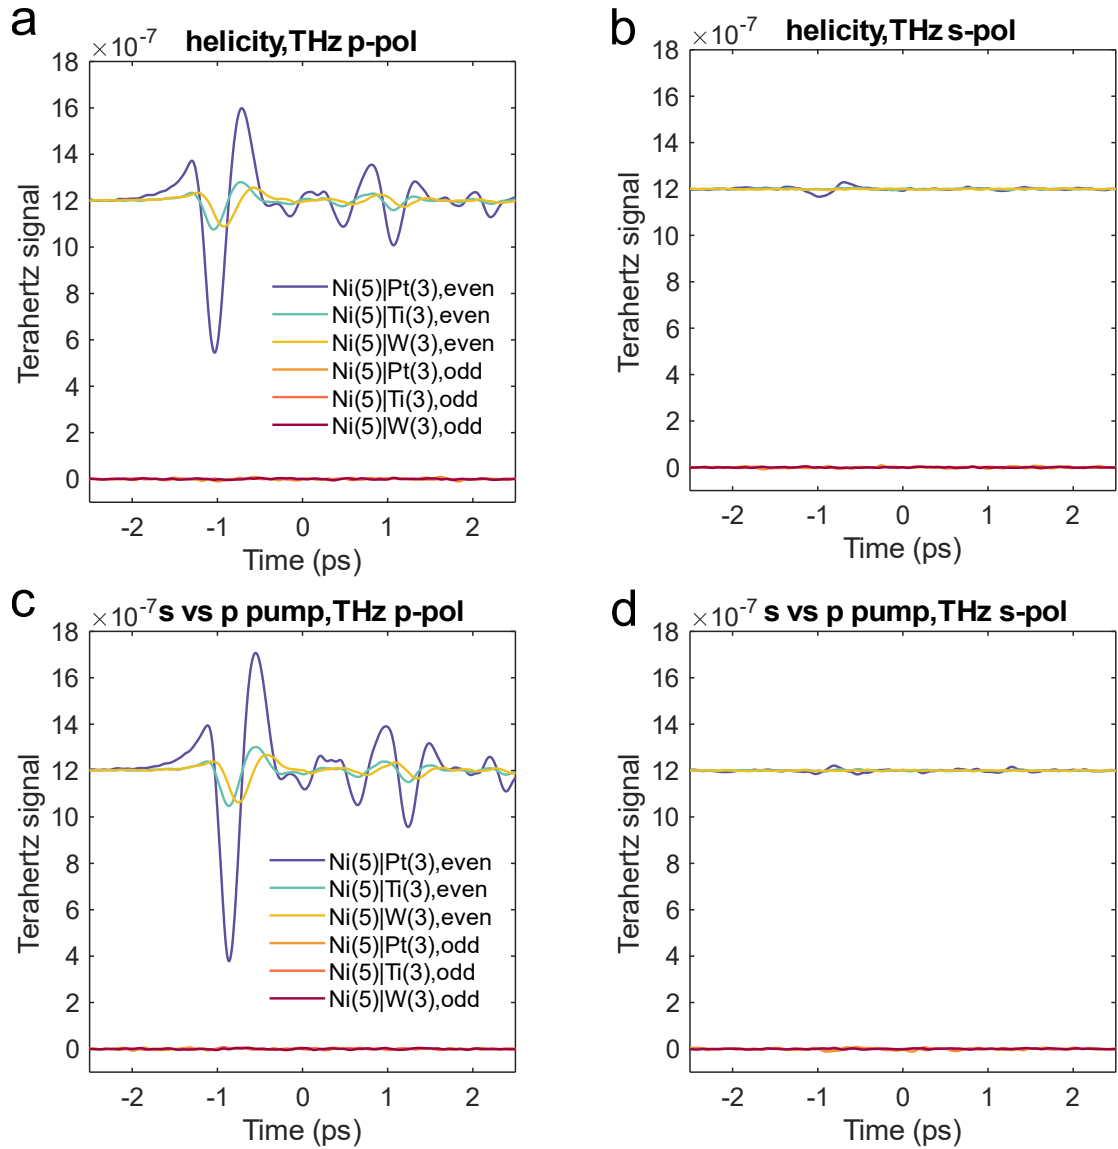 a
×10-7
helicity,THz p-pol
18
16
14
12
10
8
6
4
2
0
Terahertz signal
Ni(5)|Pt(3),even
Ni(5)|Ti(3),even
Ni(5)|W(3),even
Ni(5)|Pt(3),odd
Ni(5)|Ti(3),odd
Ni(5)|W(3),odd
-2 -1 0 1 2
Time (ps)
b
×10-7
helicity,THz s-pol
18
16
14
12
10
8
6
4
2
0
Terahertz signal
-2 -1 0 1 2
Time (ps)
c
×10-7
s vs p pump,THz p-pol
18
16
14
12
10
8
6
4
2
0
Terahertz signal
Ni(5)|Pt(3),even
Ni(5)|Ti(3),even
Ni(5)|W(3),even
Ni(5)|Pt(3),odd
Ni(5)|Ti(3),odd
Ni(5)|W(3),odd
-2 -1 0 1 2
Time (ps)
d
×10-7
s vs p pump,THz s-pol
18
16
14
12
10
8
6
4
2
0
Terahertz signal
-2 -1 0 1 2
Time (ps)